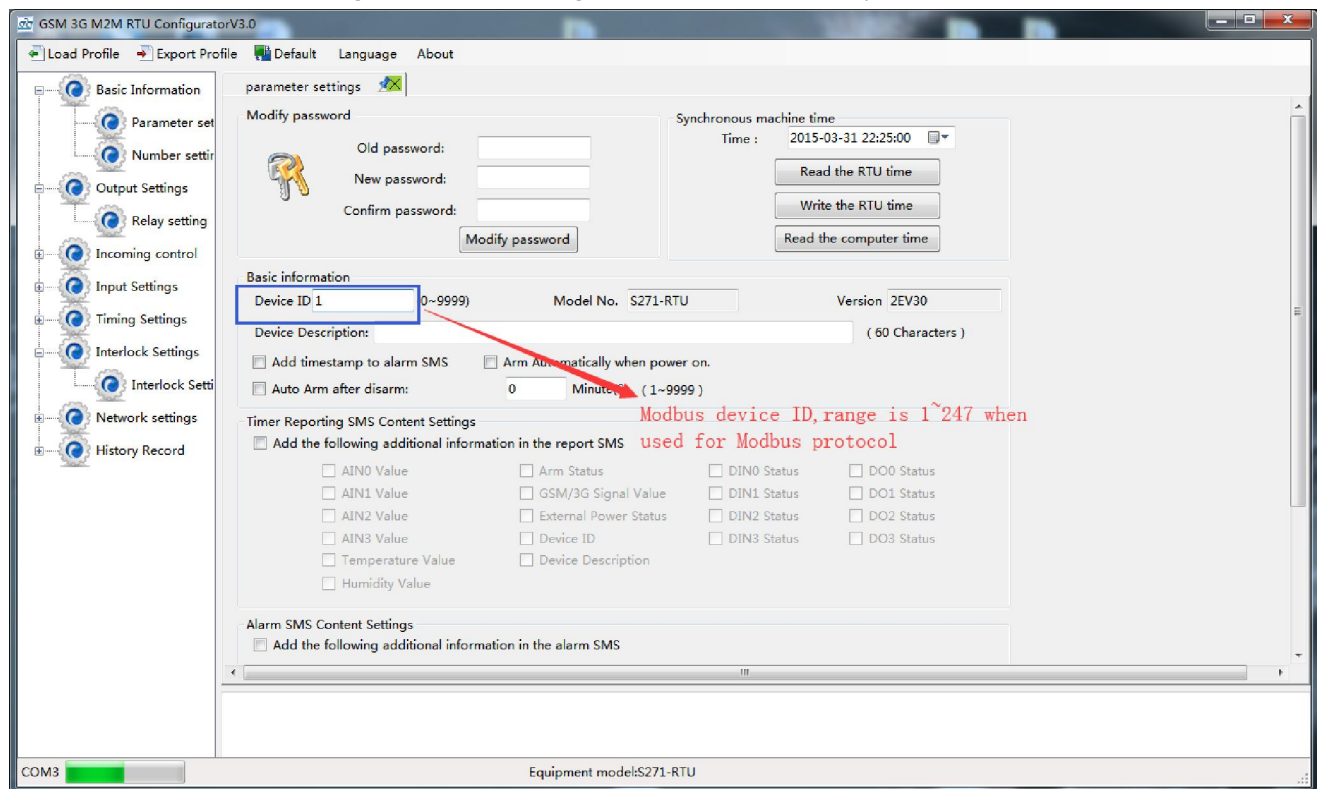 GSM 3G M2M RTU ConfiguratorV3.0
Load Profile Export Profile Default Language About
Basic Information
Parameter set
Number settir
Output Settings
Relay setting
Incoming control
Input Settings
Timing Settings
Interlock Settings
Interlock Setti
Network settings
History Record
parameter settings
Modify password
Old password:
New password:
Confirm password:
Modify password
Synchronous machine time
Time : 2015-03-31 22:25:00
Read the RTU time
Write the RTU time
Read the computer time
Basic information
Device ID 1 0~9999) Model No. S271-RTU Version 2EV30
Device Description: ( 60 Characters )
Add timestamp to alarm SMS Arm Automatically when power on.
Auto Arm after disarm: 0 Minute(S) ( 1~9999 )
Modbus device ID,range is 1~247 when
used for Modbus protocol
Timer Reporting SMS Content Settings
Add the following additional information in the report SMS
AIN0 Value Arm Status DIN0 Status DO0 Status
AIN1 Value GSM/3G Signal Value DIN1 Status DO1 Status
AIN2 Value External Power Status DIN2 Status DO2 Status
AIN3 Value Device ID DIN3 Status DO3 Status
Temperature Value Device Description
Humidity Value
Alarm SMS Content Settings
Add the following additional information in the alarm SMS
COM3 Equipment model:S271-RTU